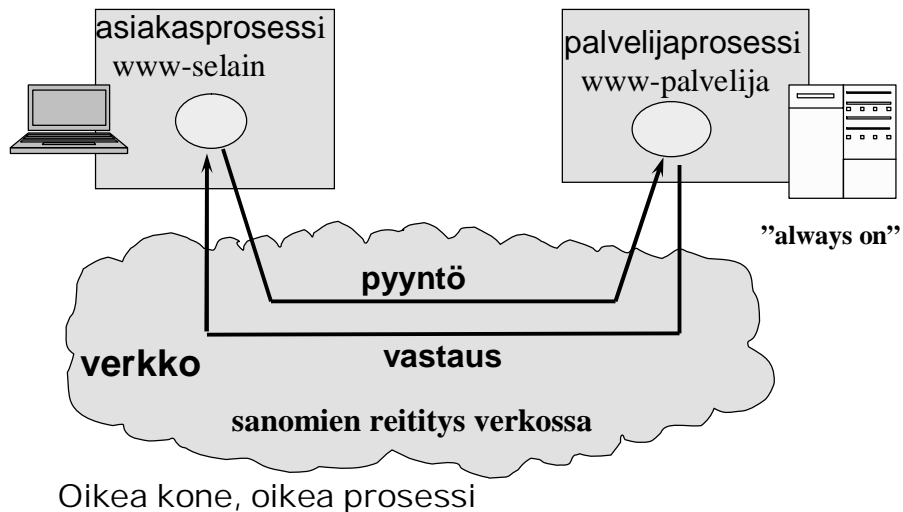 asiakasprosessi
www-selain
palvelijaprosessi
www-palvelija
”always on”
pyyntö
verkko
vastaus
sanomien reititys verkossa
Oikea kone, oikea prosessi